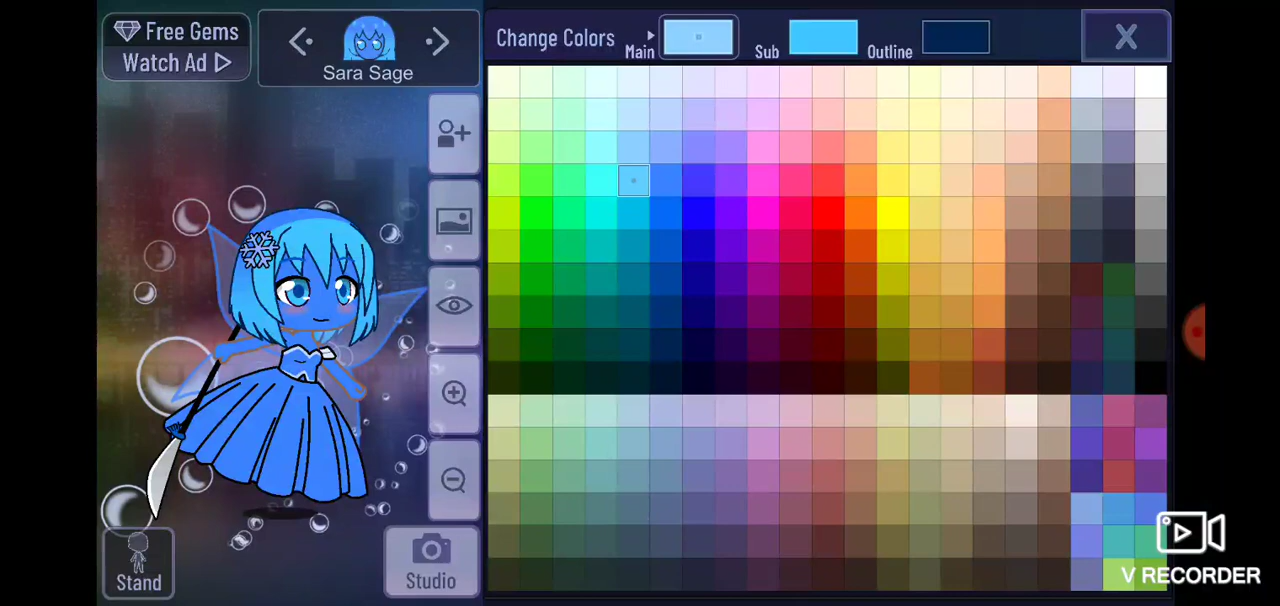 Free Gems
Watch Ad
Sara Sage
Change Colors
Main
Sub
Outline
X
Stand
Studio
V RECORDER